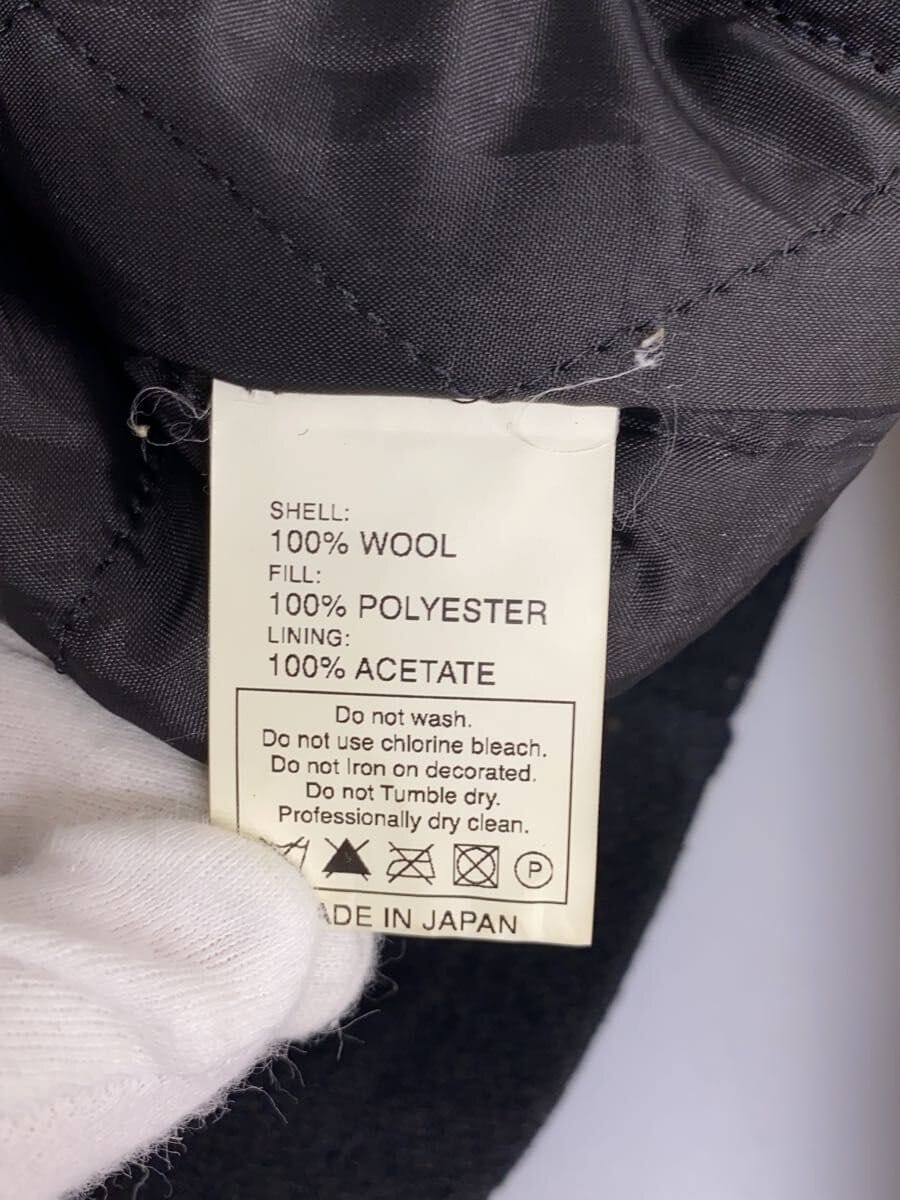 SHELL:
100% WOOL
FILL:
100% POLYESTER
LINING:
100% ACETATE
Do not wash.
Do not use chlorine bleach.
Do not Iron on decorated.
Do not Tumble dry.
Professionally dry clean.
P
ADE IN JAPAN